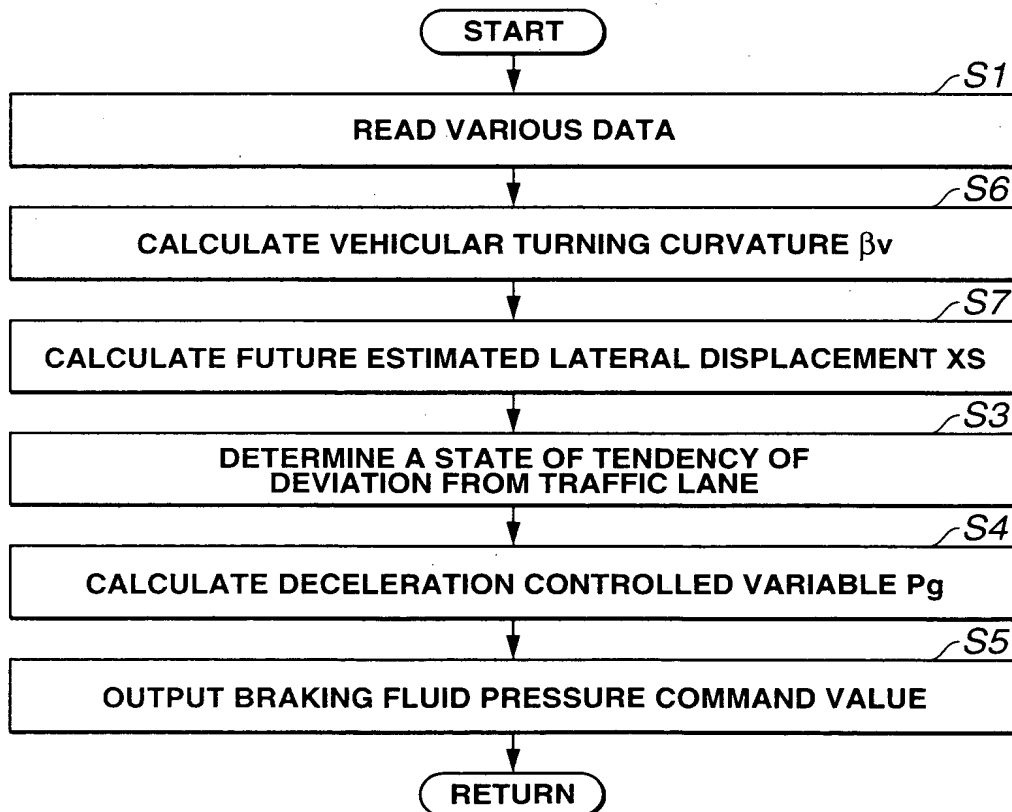 START
S1
READ VARIOUS DATA
S6
CALCULATE VEHICULAR TURNING CURVATURE βv
S7
CALCULATE FUTURE ESTIMATED LATERAL DISPLACEMENT XS
S3
DETERMINE A STATE OF TENDENCY OF
DEVIATION FROM TRAFFIC LANE
S4
CALCULATE DECELERATION CONTROLLED VARIABLE Pg
S5
OUTPUT BRAKING FLUID PRESSURE COMMAND VALUE
RETURN